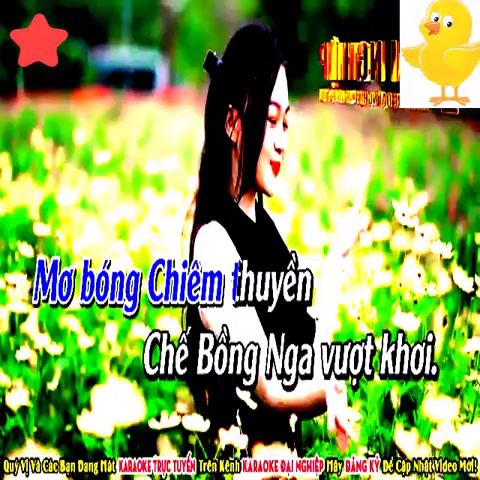 Mơ bóng Chiêm thuyền
Chế Bồng Nga vượt khơi.
Quý Vị Và Các Bạn Đang Hát KARAOKE TRỰC TUYẾN Trên Kênh KARAOKE ĐẠI NGHIỆP Hãy ĐĂNG KÝ Để Cập Nhật Video Mới!